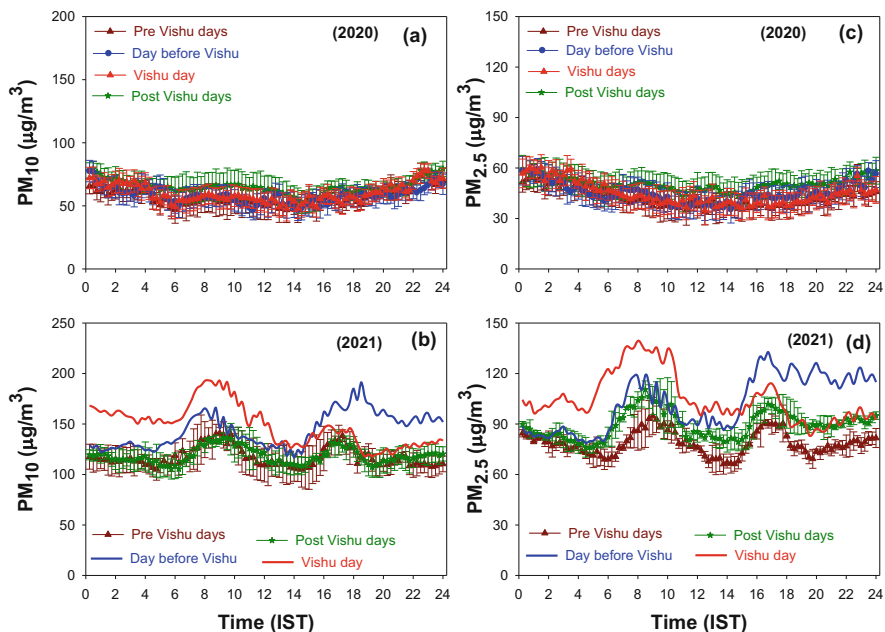 (a)
(2020)
Pre Vishu days
Day before Vishu
Vishu day
Post Vishu days
PM10 (µg/m3)
200
150
100
50
0
0 2 4 6 8 10 12 14 16 18 20 22 24
(c)
(2020)
Pre Vishu days
Day before Vishu
Vishu day
Post Vishu days
PM2.5 (µg/m3)
150
120
90
60
30
0
0 2 4 6 8 10 12 14 16 18 20 22 24
(b)
(2021)
PM10 (µg/m3)
250
200
150
100
50
0
Pre Vishu days
Post Vishu days
Day before Vishu
Vishu day
0 2 4 6 8 10 12 14 16 18 20 22 24
Time (IST)
(d)
(2021)
PM2.5 (µg/m3)
150
120
90
60
30
0
Pre Vishu days
Post Vishu days
Day before Vishu
Vishu day
0 2 4 6 8 10 12 14 16 18 20 22 24
Time (IST)